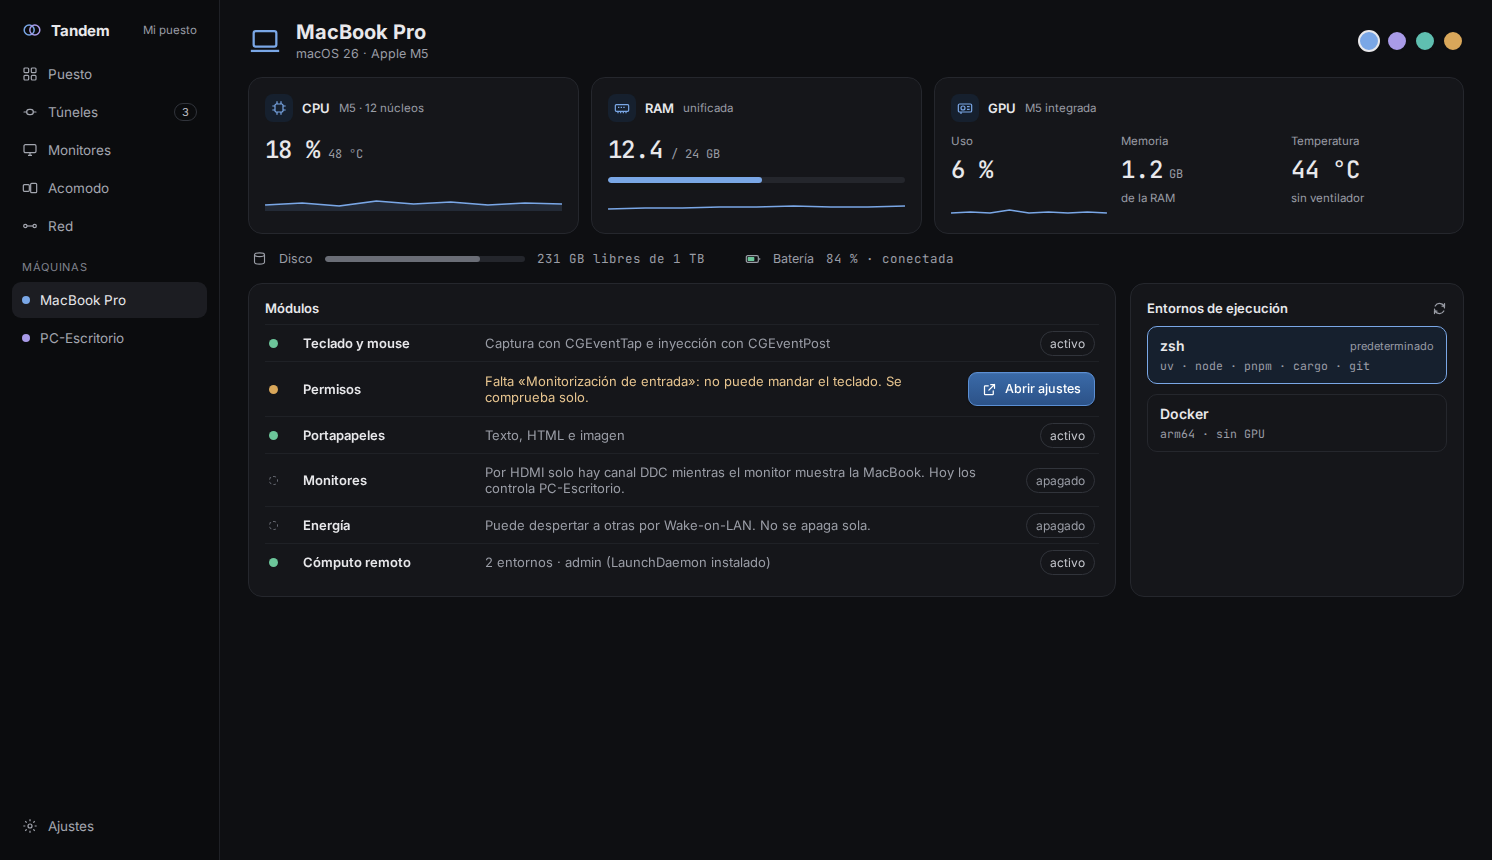 Tandem
Mi puesto
Puesto
Túneles
3
Monitores
Acomodo
Red
MÁQUINAS
MacBook Pro
PC-Escritorio
Ajustes
MacBook Pro
macOS 26 · Apple M5
CPU M5 · 12 núcleos
18 % 48 °C
RAM unificada
12.4 / 24 GB
GPU M5 integrada
Uso
6 %
Memoria
1.2 GB
de la RAM
Temperatura
44 °C
sin ventilador
Disco 231 GB libres de 1 TB
Batería 84 % · conectada
Módulos
Teclado y mouse Captura con CGEventTap e inyección con CGEventPost activo
Permisos Falta «Monitorización de entrada»: no puede mandar el teclado. Se
comprueba solo.
Abrir ajustes
Portapapeles Texto, HTML e imagen activo
Monitores Por HDMI solo hay canal DDC mientras el monitor muestra la MacBook. Hoy los
controla PC-Escritorio.
apagado
Energía Puede despertar a otras por Wake-on-LAN. No se apaga sola. apagado
Cómputo remoto 2 entornos · admin (LaunchDaemon instalado) activo
Entornos de ejecución
zsh predeterminado
uv · node · pnpm · cargo · git
Docker
arm64 · sin GPU